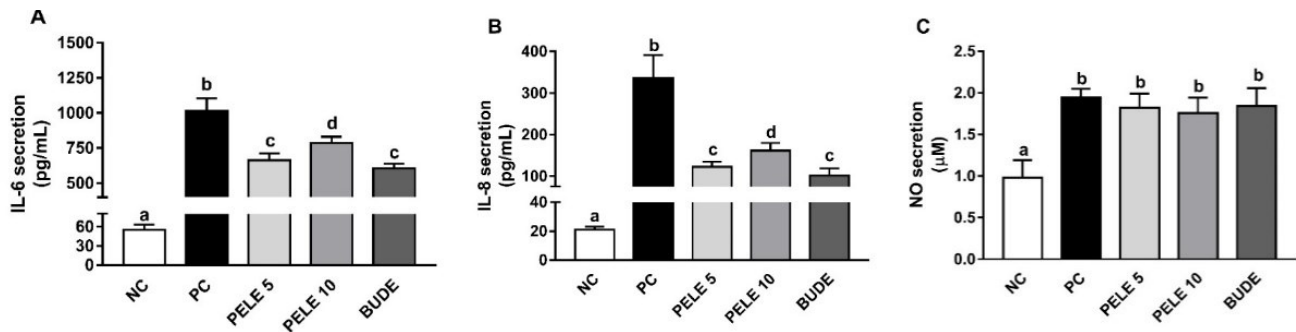 A
IL-6 secretion
(pg/mL)
1500
1250
1000
750
500
60
30
0
a
b
c
d
c
NC
PC
PELE 5
PELE 10
BUDE
B
IL-8 secretion
(pg/mL)
400
300
200
100
40
20
0
a
b
c
d
c
NC
PC
PELE 5
PELE 10
BUDE
C
NO secretion
(µM)
2.5
2.0
1.5
1.0
0.5
0.0
a
b
b
b
b
NC
PC
PELE 5
PELE 10
BUDE